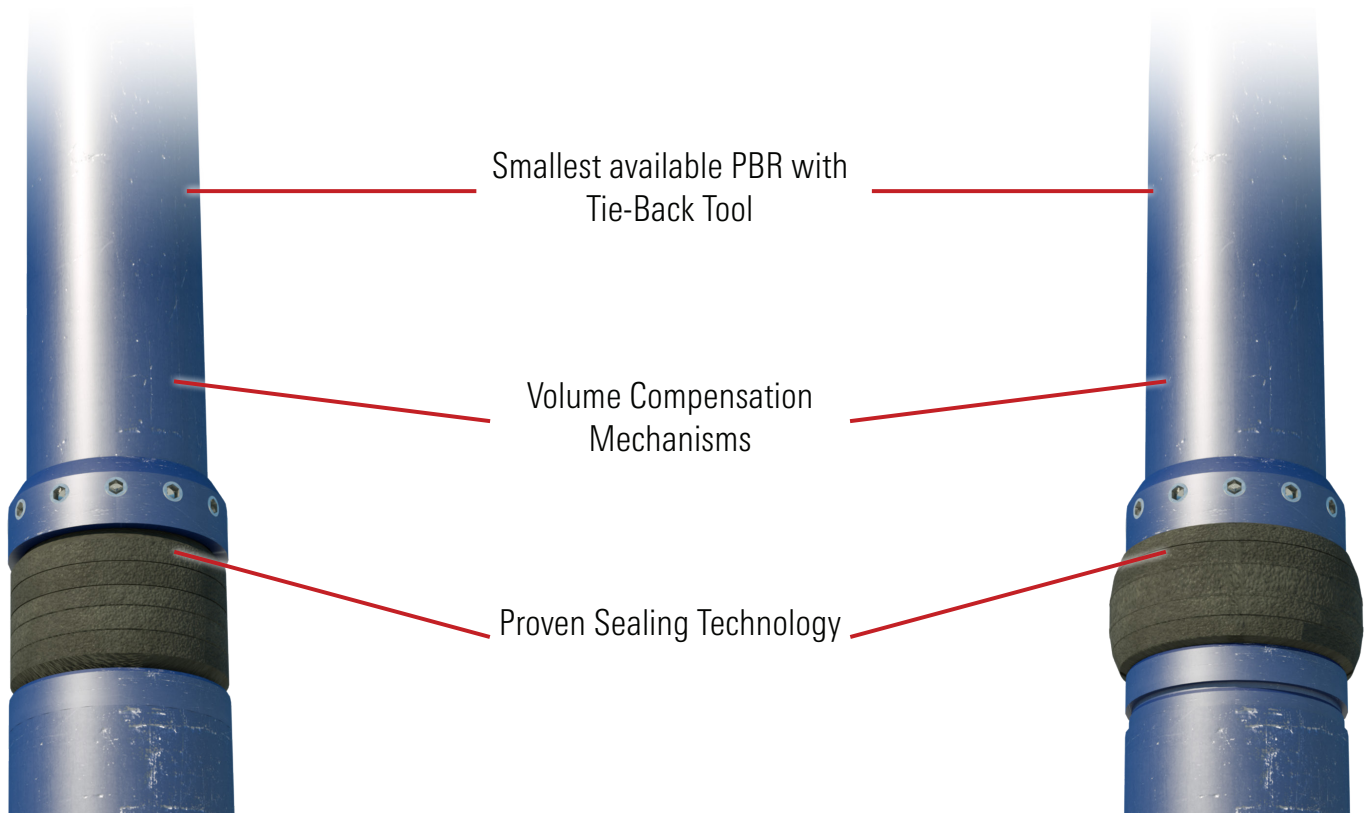 Smallest available PBR with
Tie-Back Tool
Volume Compensation
Mechanisms
Proven Sealing Technology